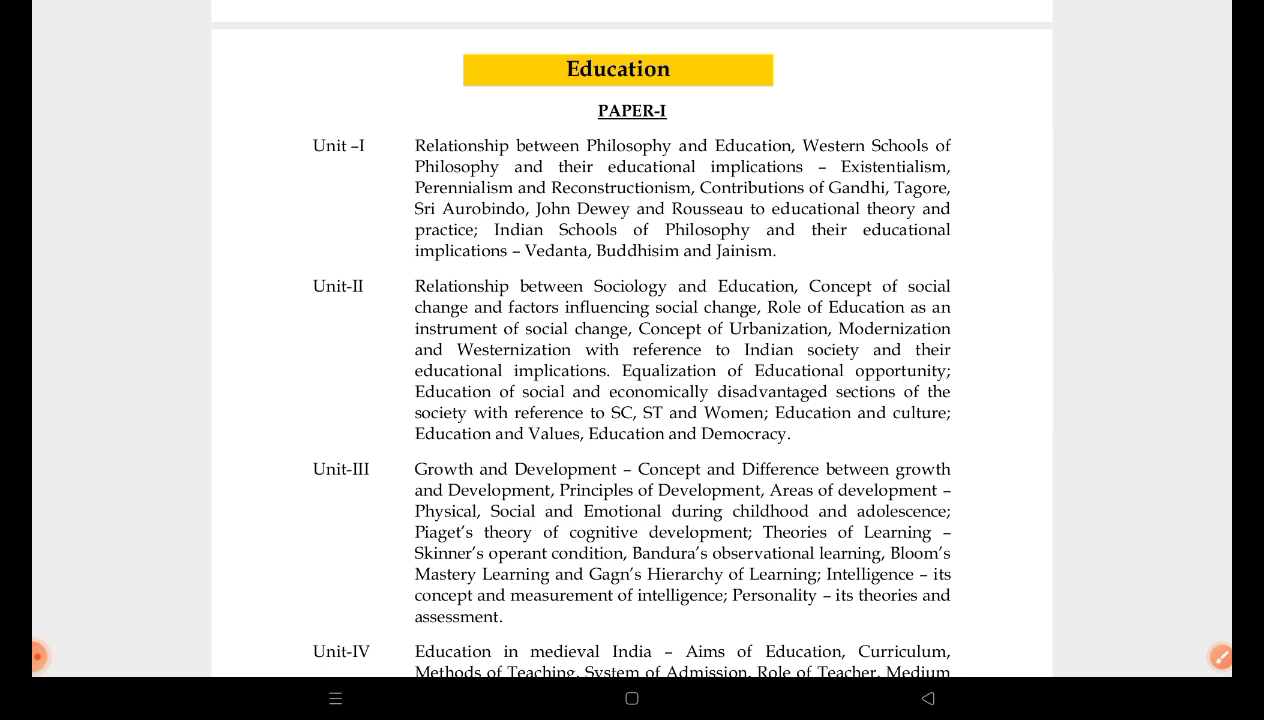 Education
PAPER-I
Unit –I Relationship between Philosophy and Education, Western Schools of
Philosophy and their educational implications – Existentialism,
Perennialism and Reconstructionism, Contributions of Gandhi, Tagore,
Sri Aurobindo, John Dewey and Rousseau to educational theory and
practice; Indian Schools of Philosophy and their educational
implications – Vedanta, Buddhisim and Jainism.
Unit-II Relationship between Sociology and Education, Concept of social
change and factors influencing social change, Role of Education as an
instrument of social change, Concept of Urbanization, Modernization
and Westernization with reference to Indian society and their
educational implications. Equalization of Educational opportunity;
Education of social and economically disadvantaged sections of the
society with reference to SC, ST and Women; Education and culture;
Education and Values, Education and Democracy.
Unit-III Growth and Development – Concept and Difference between growth
and Development, Principles of Development, Areas of development –
Physical, Social and Emotional during childhood and adolescence;
Piaget’s theory of cognitive development; Theories of Learning –
Skinner’s operant condition, Bandura’s observational learning, Bloom’s
Mastery Learning and Gagn’s Hierarchy of Learning; Intelligence – its
concept and measurement of intelligence; Personality – its theories and
assessment.
Unit-IV Education in medieval India – Aims of Education, Curriculum,
Methods of Teaching, System of Admission, Role of Teacher, Medium